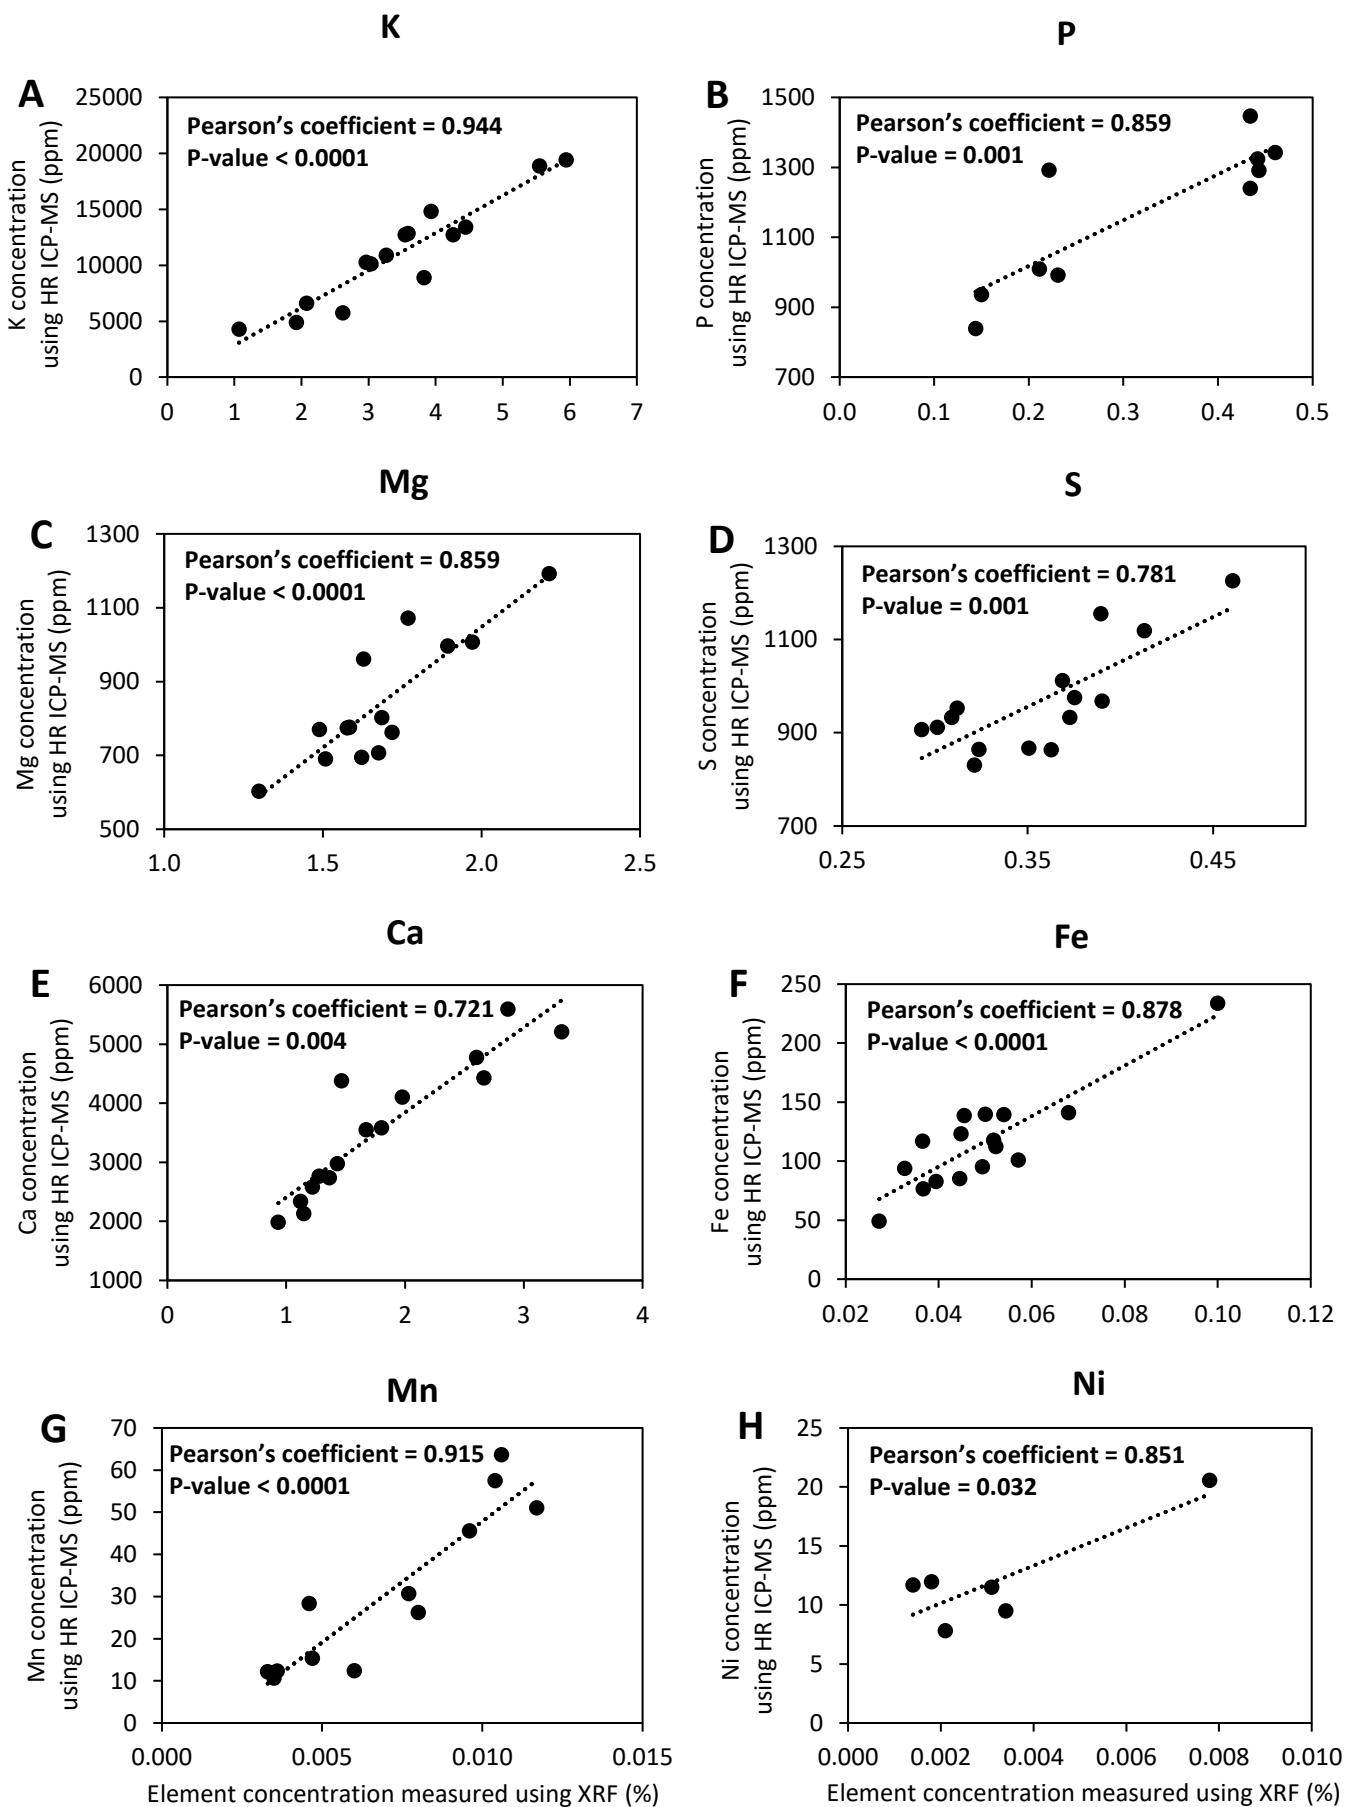 K
A
Pearson’s coefficient = 0.944
P-value < 0.0001
K concentration
using HR ICP-MS (ppm)
25000
20000
15000
10000
5000
0
0 1 2 3 4 5 6 7
P
B
Pearson’s coefficient = 0.859
P-value = 0.001
P concentration
using HR ICP-MS (ppm)
1500
1300
1100
900
700
0.0 0.1 0.2 0.3 0.4 0.5
Mg
C
Pearson’s coefficient = 0.859
P-value < 0.0001
Mg concentration
using HR ICP-MS (ppm)
1300
1100
900
700
500
1.0 1.5 2.0 2.5
S
D
Pearson’s coefficient = 0.781
P-value = 0.001
S concentration
using HR ICP-MS (ppm)
1300
1100
900
700
0.25 0.35 0.45
Ca
E
Pearson’s coefficient = 0.721
P-value = 0.004
Ca concentration
using HR ICP-MS (ppm)
6000
5000
4000
3000
2000
1000
0 1 2 3 4
Fe
F
Pearson’s coefficient = 0.878
P-value < 0.0001
Fe concentration
using HR ICP-MS (ppm)
250
200
150
100
50
0
0.02 0.04 0.06 0.08 0.10 0.12
Mn
G
Pearson’s coefficient = 0.915
P-value < 0.0001
Mn concentration
using HR ICP-MS (ppm)
70
60
50
40
30
20
10
0
0.000 0.005 0.010 0.015
Element concentration measured using XRF (%)
Ni
H
Pearson’s coefficient = 0.851
P-value = 0.032
Ni concentration
using HR ICP-MS (ppm)
25
20
15
10
5
0
0.000 0.002 0.004 0.006 0.008 0.010
Element concentration measured using XRF (%)